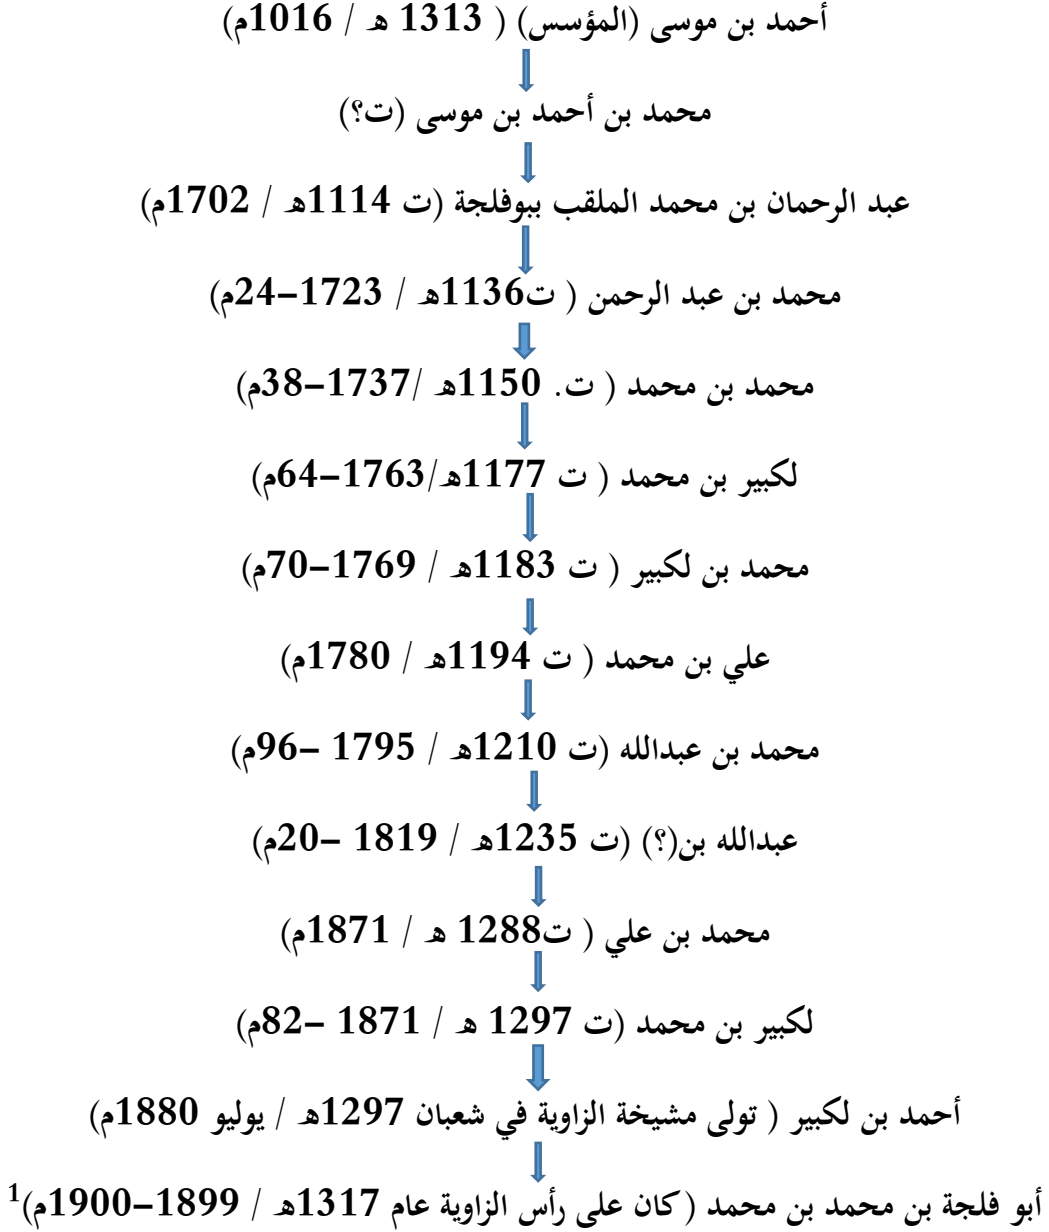 أحمد بن موسى (المؤسس) ( 1313 هـ / 1016م)
محمد بن أحمد بن موسى (ت؟)
عبد الرحمان بن محمد الملقب ببوفلجة (ت 1114هـ / 1702م)
محمد بن عبد الرحمن ( ت1136هـ / 1723–24م)
محمد بن محمد ( ت. 1150هـ /1737–38م)
لكبير بن محمد ( ت 1177هـ/1763–64م)
محمد بن لكبير ( ت 1183هـ / 1769–70م)
علي بن محمد ( ت 1194هـ / 1780م)
محمد بن عبدالله (ت 1210هـ / 1795 –96م)
عبدالله بن(؟) (ت 1235هـ / 1819 –20م)
محمد بن علي ( ت1288 هـ / 1871م)
لكبير بن محمد (ت 1297 هـ / 1871 –82م)
أحمد بن لكبير ( تولى مشيخة الزاوية في شعبان 1297هـ / يوليو 1880م)
أبو فلجة بن محمد بن محمد (كان على رأس الزاوية عام 1317هـ / 1899–1900م)1